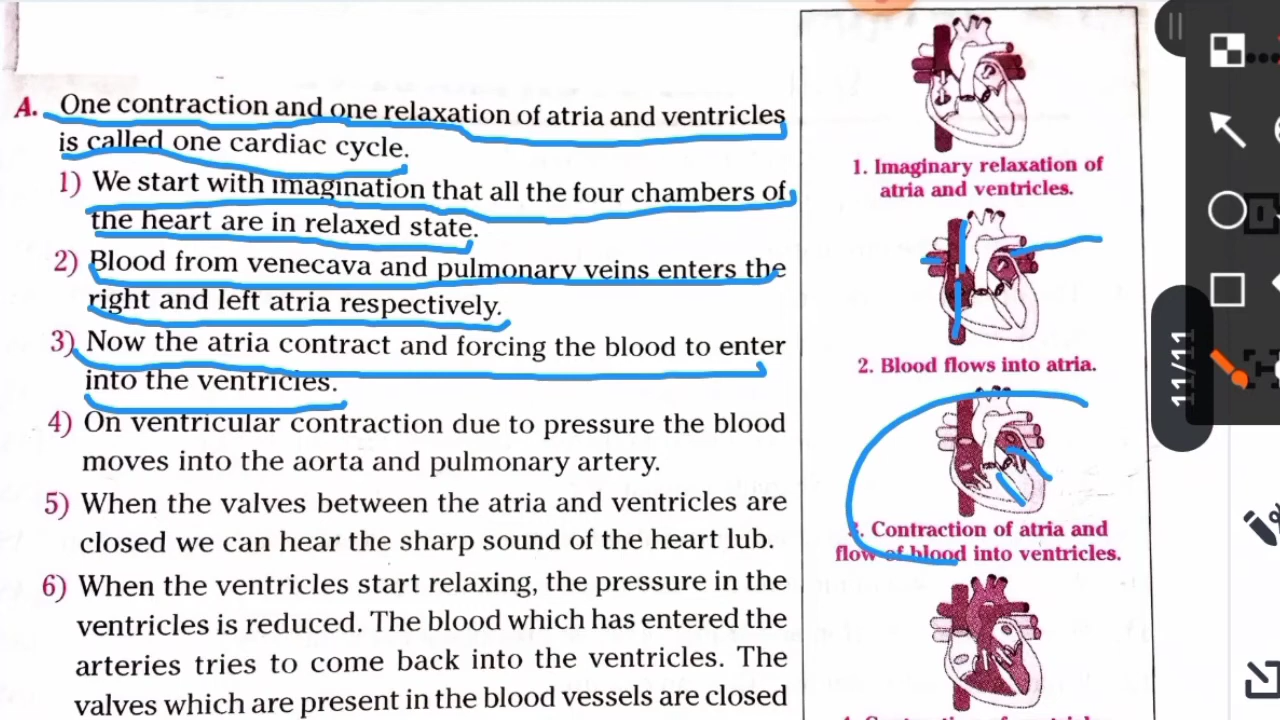 A. One contraction and one relaxation of atria and ventricles
is called one cardiac cycle.
1) We start with imagination that all the four chambers of
the heart are in relaxed state.
2) Blood from venecava and pulmonary veins enters the
right and left atria respectively.
3) Now the atria contract and forcing the blood to enter
into the ventricles.
4) On ventricular contraction due to pressure the blood
moves into the aorta and pulmonary artery.
5) When the valves between the atria and ventricles are
closed we can hear the sharp sound of the heart lub.
6) When the ventricles start relaxing, the pressure in the
ventricles is reduced. The blood which has entered the
arteries tries to come back into the ventricles. The
valves which are present in the blood vessels are closed
1. Imaginary relaxation of
atria and ventricles.
2. Blood flows into atria.
3. Contraction of atria and
flow of blood into ventricles.
11/11